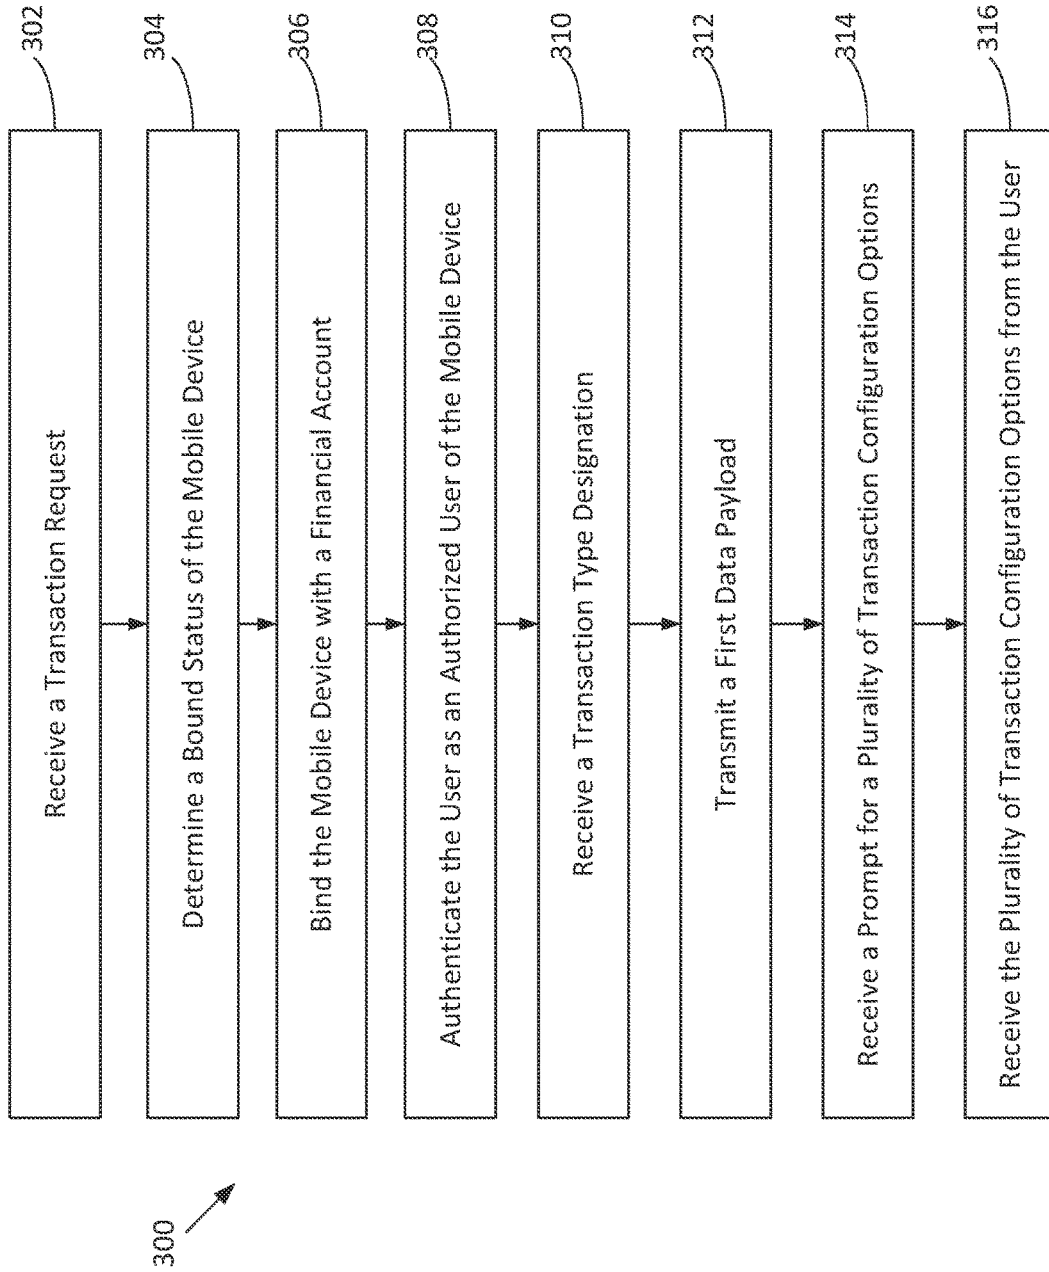 300
Receive a Transaction Request
302
Determine a Bound Status of the Mobile Device
304
Bind the Mobile Device with a Financial Account
306
Authenticate the User as an Authorized User of the Mobile Device
308
Receive a Transaction Type Designation
310
Transmit a First Data Payload
312
Receive a Prompt for a Plurality of Transaction Configuration Options
314
Receive the Plurality of Transaction Configuration Options from the User
316